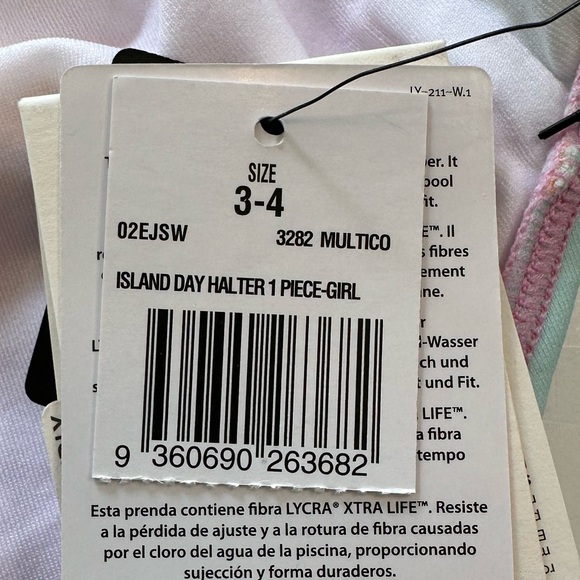 LY-211-W.1
SIZE
3-4
02EJSW 3282 MULTICO
ISLAND DAY HALTER 1 PIECE-GIRL
9 360690 263682
er. It
pool
fit.
E™. Il
s fibres
ement
ne.
r
l-Wasser
ch und
t und Fit.
LIFE™.
a fibra
tempo
Esta prenda contiene fibra LYCRA® XTRA LIFE™. Resiste
a la pérdida de ajuste y a la rotura de fibra causadas
por el cloro del agua de la piscina, proporcionando
sujección y forma duraderos.